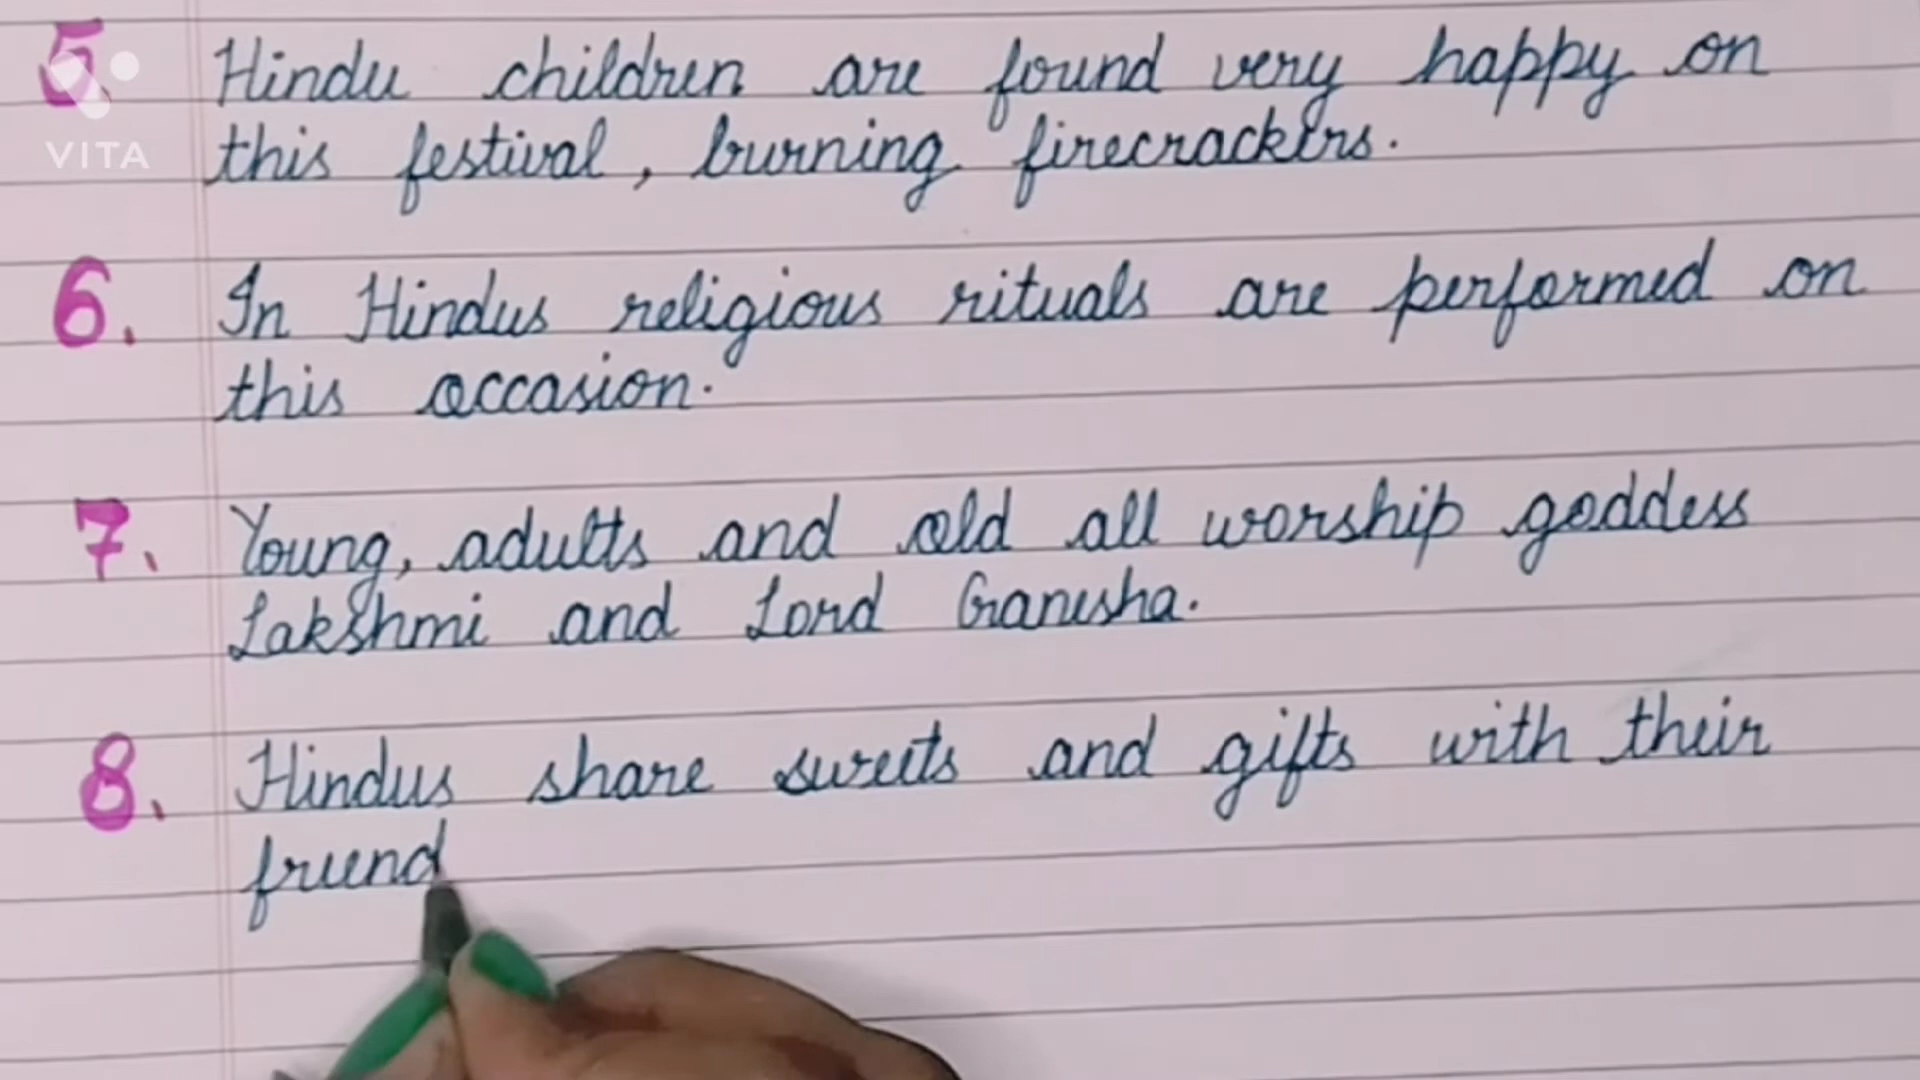 5. Hindu children are found very happy on
this festival, burning firecrackers.
VITA
6. In Hindus religious rituals are performed on
this occasion.
7. Young, adults and old all worship goddess
Lakshmi and Lord Ganesha.
8. Hindus share sweets and gifts with their
friend